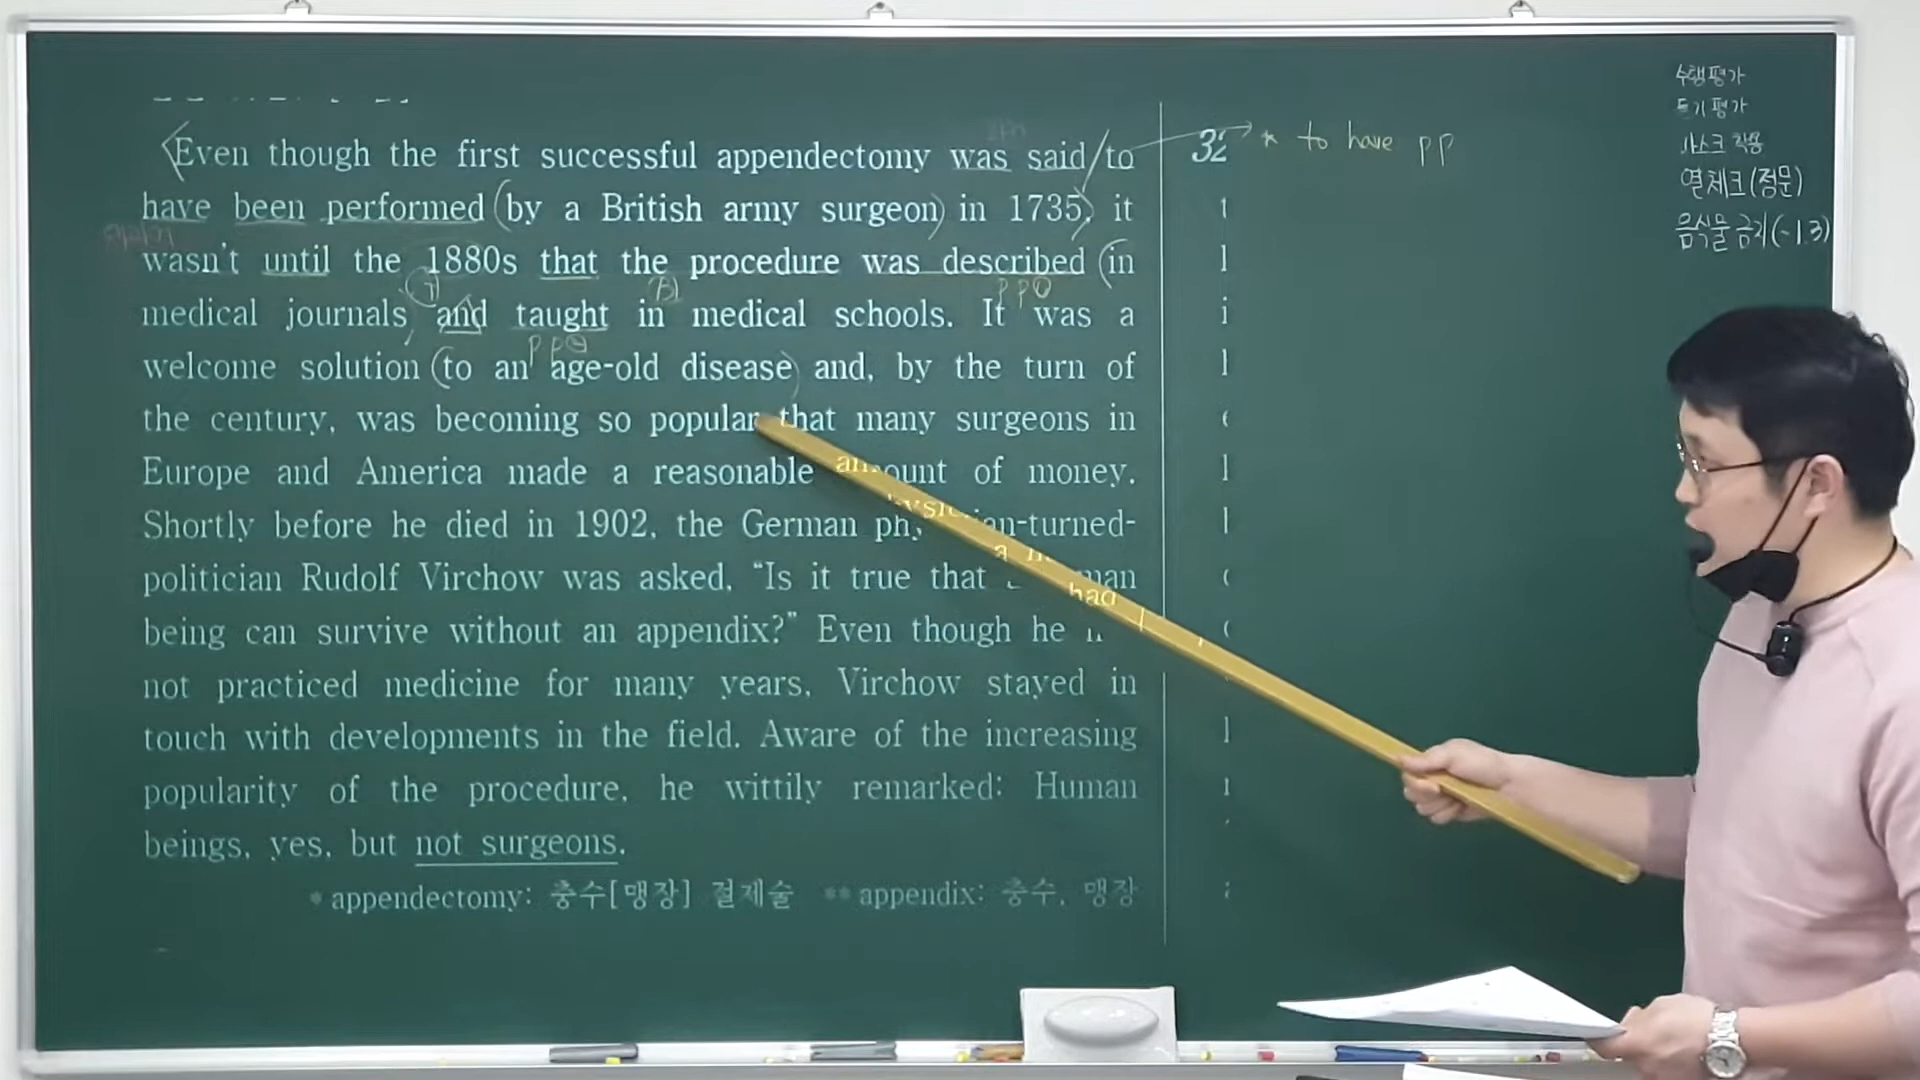 Even though the first successful appendectomy was said to
have been performed (by a British army surgeon) in 1735, it
wasn't until the 1880s that the procedure was described (in
medical journals and taught in medical schools. It was a
welcome solution (to an age-old disease) and, by the turn of
the century, was becoming so popular that many surgeons in
Europe and America made a reasonable amount of money.
Shortly before he died in 1902, the German physician-turned-
politician Rudolf Virchow was asked, “Is it true that a human
being can survive without an appendix?” Even though he had
not practiced medicine for many years, Virchow stayed in
touch with developments in the field. Aware of the increasing
popularity of the procedure, he wittily remarked: Human
beings, yes, but not surgeons.
* appendectomy: 충수[맹장] 절제술 ** appendix: 충수, 맹장
32
* to have pp
수행평가
듣기평가
마스크 착용
열체크(정문)
음식물 금지(-1.3)